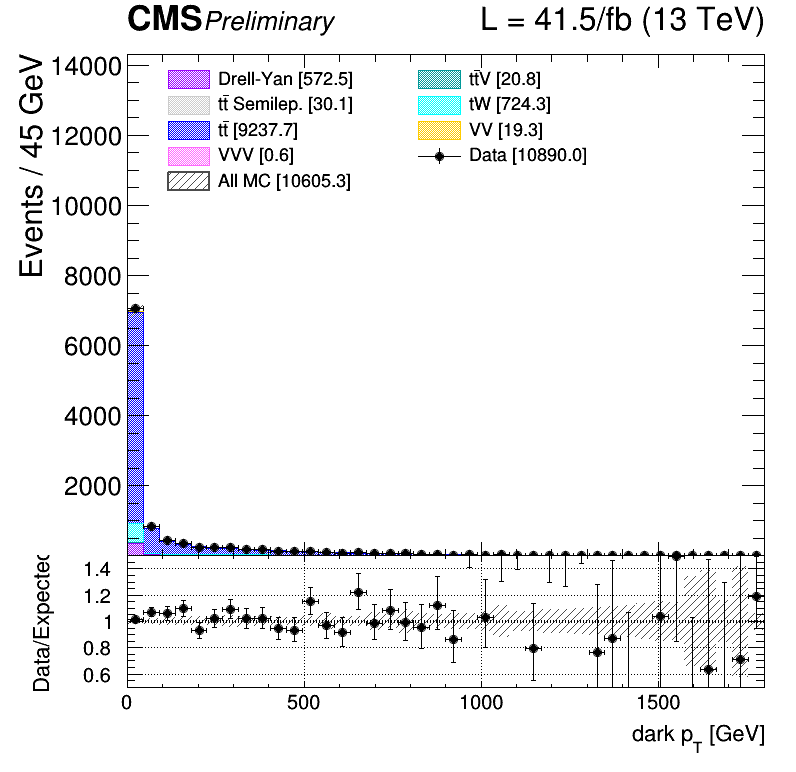 CMS Preliminary L = 41.5/fb (13 TeV)
Events / 45 GeV
14000
12000
10000
8000
6000
4000
2000
Drell-Yan [572.5]
tt̄ Semilep. [30.1]
tt̄ [9237.7]
VVV [0.6]
All MC [10605.3]
tt̄V [20.8]
tW [724.3]
VV [19.3]
Data [10890.0]
Data/Expected
1.4
1.2
1
0.8
0.6
0 500 1000 1500
dark p_T [GeV]